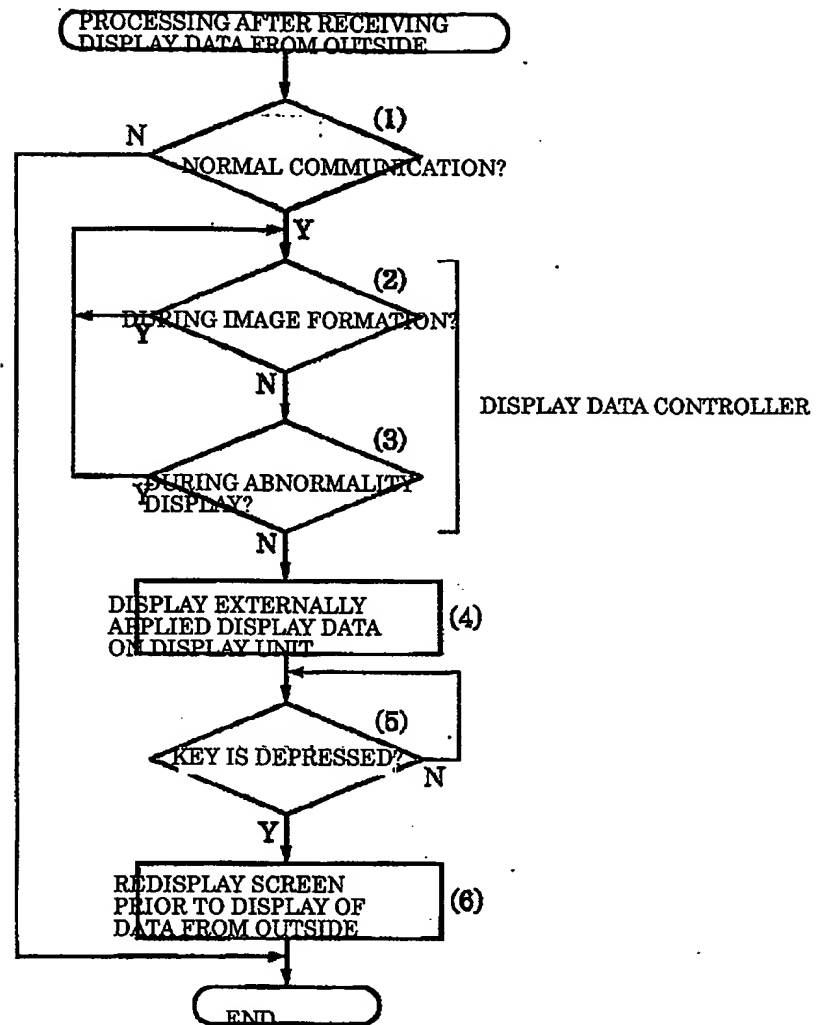 PROCESSING AFTER RECEIVING
DISPLAY DATA FROM OUTSIDE
(1)
N
NORMAL COMMUNICATION?
Y
(2)
DURING IMAGE FORMATION?
Y
N
DISPLAY DATA CONTROLLER
(3)
DURING ABNORMALITY
Y
DISPLAY?
N
DISPLAY EXTERNALLY
APPLIED DISPLAY DATA
ON DISPLAY UNIT
(4)
(5)
KEY IS DEPRESSED?
N
Y
REDISPLAY SCREEN
PRIOR TO DISPLAY OF
DATA FROM OUTSIDE
(6)
END